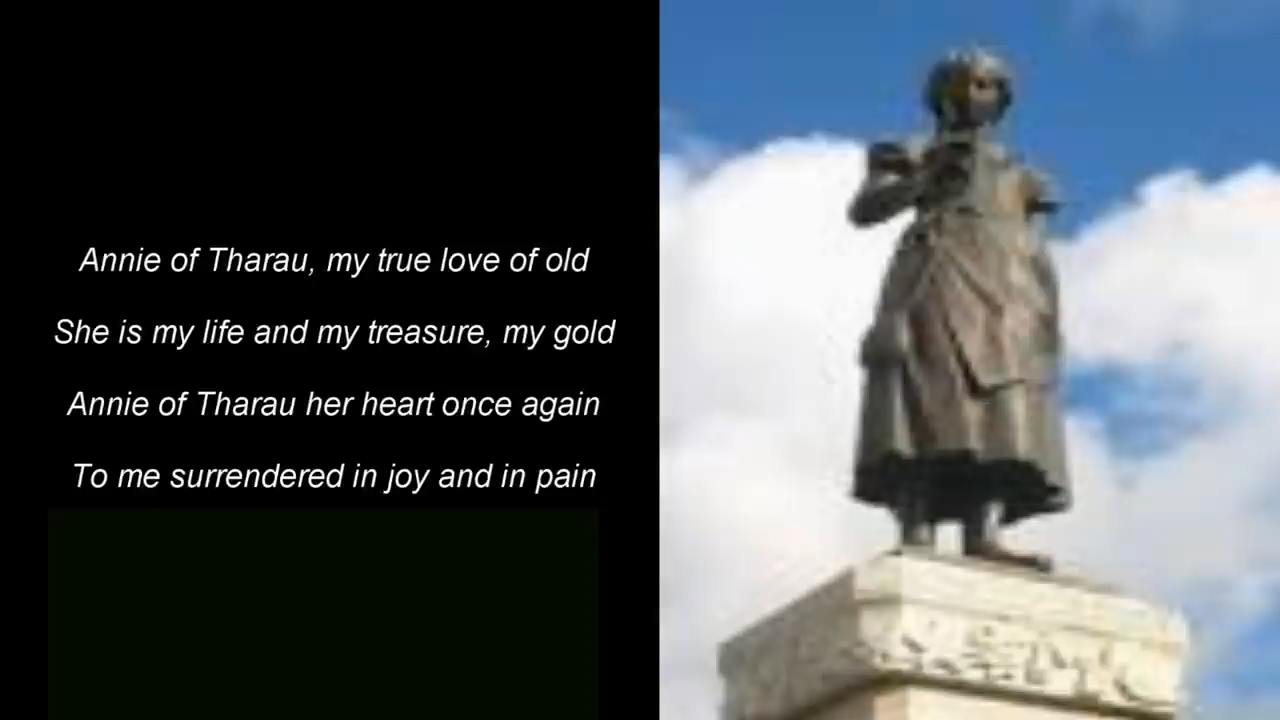 Annie of Tharau, my true love of old
She is my life and my treasure, my gold
Annie of Tharau her heart once again
To me surrendered in joy and in pain